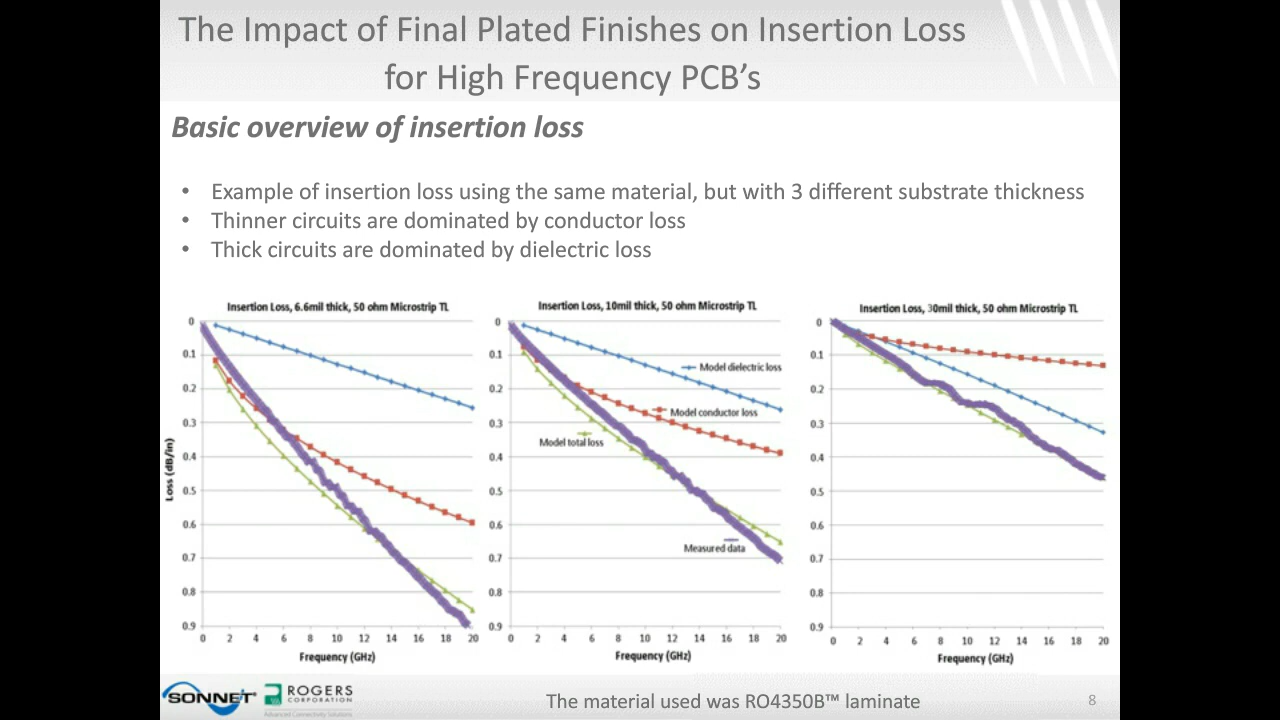 The Impact of Final Plated Finishes on Insertion Loss
for High Frequency PCB’s
Basic overview of insertion loss
• Example of insertion loss using the same material, but with 3 different substrate thickness
• Thinner circuits are dominated by conductor loss
• Thick circuits are dominated by dielectric loss
Insertion Loss, 6.6mil thick, 50 ohm Microstrip TL
Loss (dB/in)
0
0.1
0.2
0.3
0.4
0.5
0.6
0.7
0.8
0.9
0 2 4 6 8 10 12 14 16 18 20
Frequency (GHz)
Insertion Loss, 10mil thick, 50 ohm Microstrip TL
0
0.1
0.2
0.3
0.4
0.5
0.6
0.7
0.8
0.9
Model dielectric loss
Model conductor loss
Model total loss
Measured data
0 2 4 6 8 10 12 14 16 18 20
Frequency (GHz)
Insertion Loss, 30mil thick, 50 ohm Microstrip TL
0
0.1
0.2
0.3
0.4
0.5
0.6
0.7
0.8
0.9
0 2 4 6 8 10 12 14 16 18 20
Frequency (GHz)
SONNET
ROGERS
CORPORATION
Advanced Connectivity Solutions
The material used was RO4350B™ laminate
8